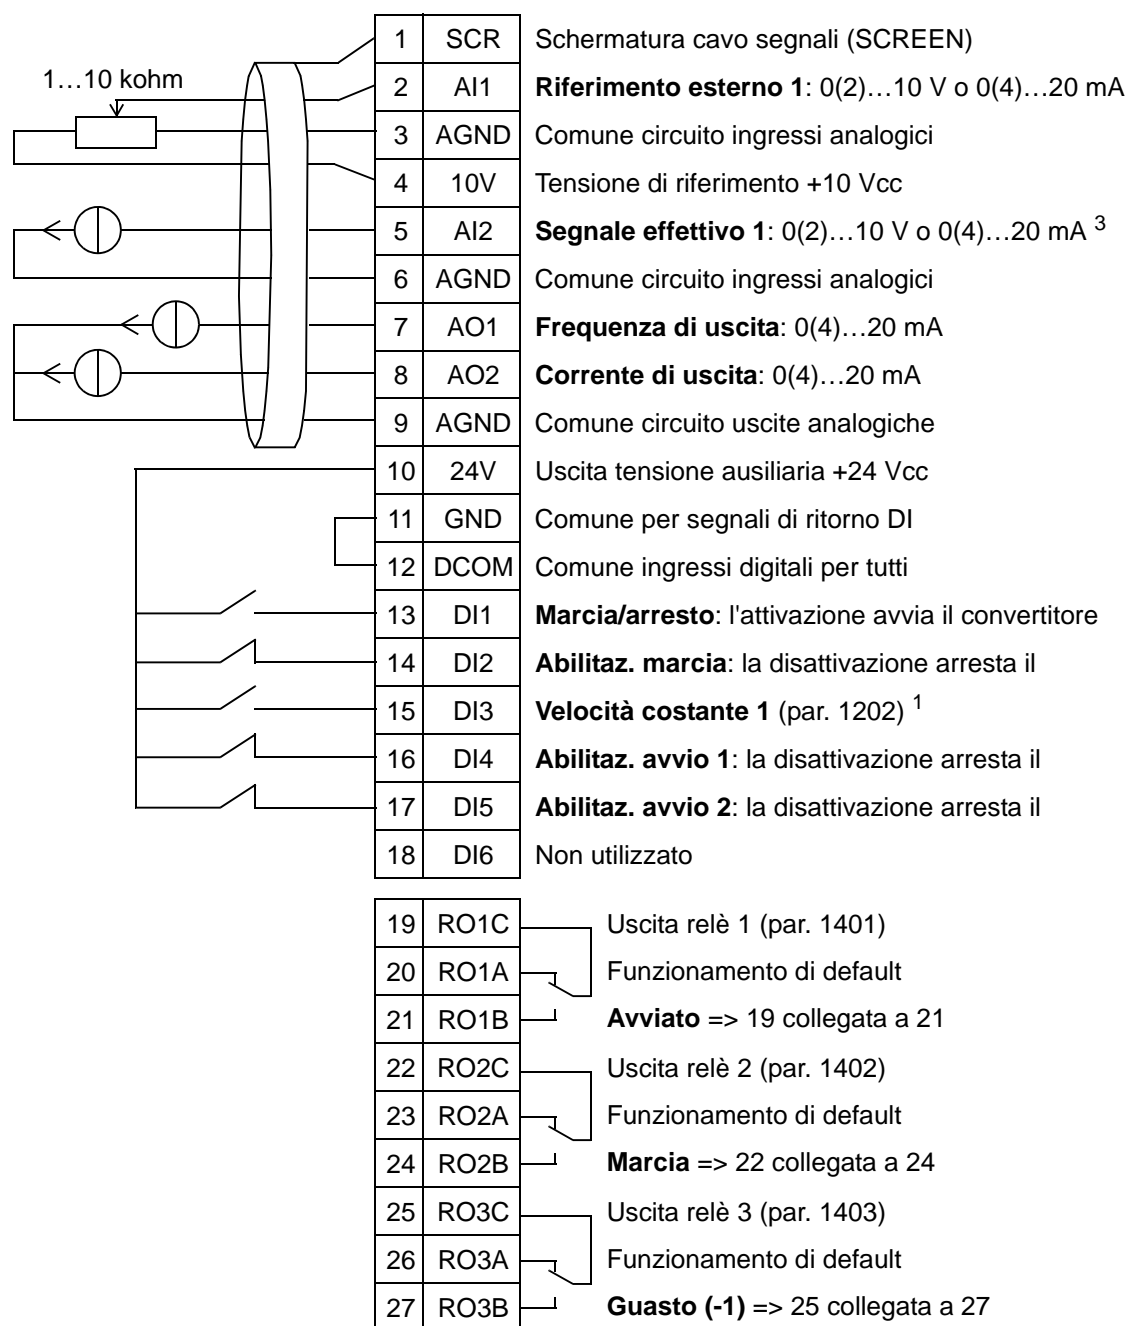 1 SCR Schermatura cavo segnali (SCREEN)
1…10 kohm
2 AI1 Riferimento esterno 1: 0(2)…10 V o 0(4)…20 mA
3 AGND Comune circuito ingressi analogici
4 10V Tensione di riferimento +10 Vcc
5 AI2 Segnale effettivo 1: 0(2)…10 V o 0(4)…20 mA 3
6 AGND Comune circuito ingressi analogici
7 AO1 Frequenza di uscita: 0(4)…20 mA
8 AO2 Corrente di uscita: 0(4)…20 mA
9 AGND Comune circuito uscite analogiche
10 24V Uscita tensione ausiliaria +24 Vcc
11 GND Comune per segnali di ritorno DI
12 DCOM Comune ingressi digitali per tutti
13 DI1 Marcia/arresto: l'attivazione avvia il convertitore
14 DI2 Abilitaz. marcia: la disattivazione arresta il
15 DI3 Velocità costante 1 (par. 1202) 1
16 DI4 Abilitaz. avvio 1: la disattivazione arresta il
17 DI5 Abilitaz. avvio 2: la disattivazione arresta il
18 DI6 Non utilizzato
19 RO1C Uscita relè 1 (par. 1401)
20 RO1A Funzionamento di default
21 RO1B Avviato => 19 collegata a 21
22 RO2C Uscita relè 2 (par. 1402)
23 RO2A Funzionamento di default
24 RO2B Marcia => 22 collegata a 24
25 RO3C Uscita relè 3 (par. 1403)
26 RO3A Funzionamento di default
27 RO3B Guasto (-1) => 25 collegata a 27